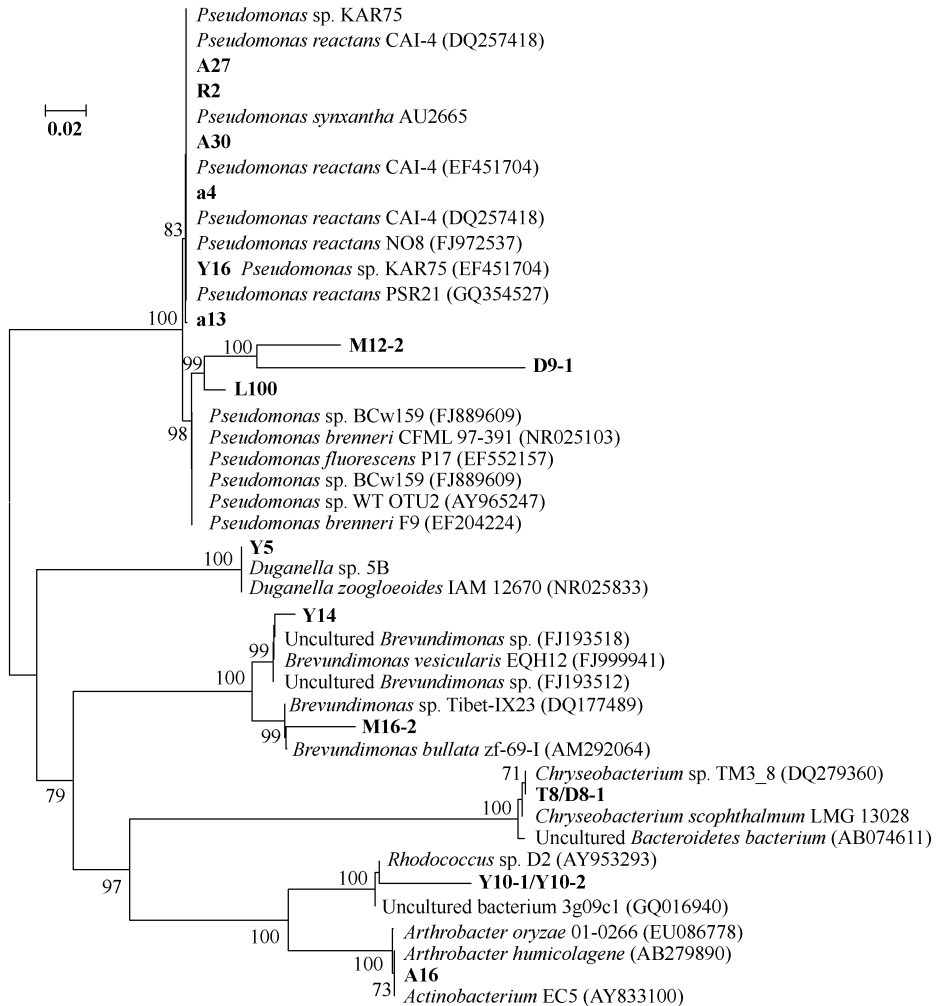 Pseudomonas sp. KAR75
Pseudomonas reactans CAI-4 (DQ257418)
A27
R2
0.02
Pseudomonas synxantha AU2665
A30
Pseudomonas reactans CAI-4 (EF451704)
a4
Pseudomonas reactans CAI-4 (DQ257418)
83
Pseudomonas reactans NO8 (FJ972537)
Y16 Pseudomonas sp. KAR75 (EF451704)
Pseudomonas reactans PSR21 (GQ354527)
100
a13
100
M12-2
99
D9-1
L100
Pseudomonas sp. BCw159 (FJ889609)
98
Pseudomonas brenneri CFML 97-391 (NR025103)
Pseudomonas fluorescens P17 (EF552157)
Pseudomonas sp. BCw159 (FJ889609)
Pseudomonas sp. WT OTU2 (AY965247)
Pseudomonas brenneri F9 (EF204224)
Y5
100
Duganella sp. 5B
Duganella zoogloeoides IAM 12670 (NR025833)
Y14
Uncultured Brevundimonas sp. (FJ193518)
99
Brevundimonas vesicularis EQH12 (FJ999941)
100
Uncultured Brevundimonas sp. (FJ193512)
Brevundimonas sp. Tibet-IX23 (DQ177489)
M16-2
99
Brevundimonas bullata zf-69-I (AM292064)
71
Chryseobacterium sp. TM3_8 (DQ279360)
79
T8/D8-1
100
Chryseobacterium scophthalmum LMG 13028
Uncultured Bacteroidetes bacterium (AB074611)
Rhodococcus sp. D2 (AY953293)
97
100
Y10-1/Y10-2
Uncultured bacterium 3g09c1 (GQ016940)
100
Arthrobacter oryzae 01-0266 (EU086778)
Arthrobacter humicolagene (AB279890)
100
A16
73
Actinobacterium EC5 (AY833100)